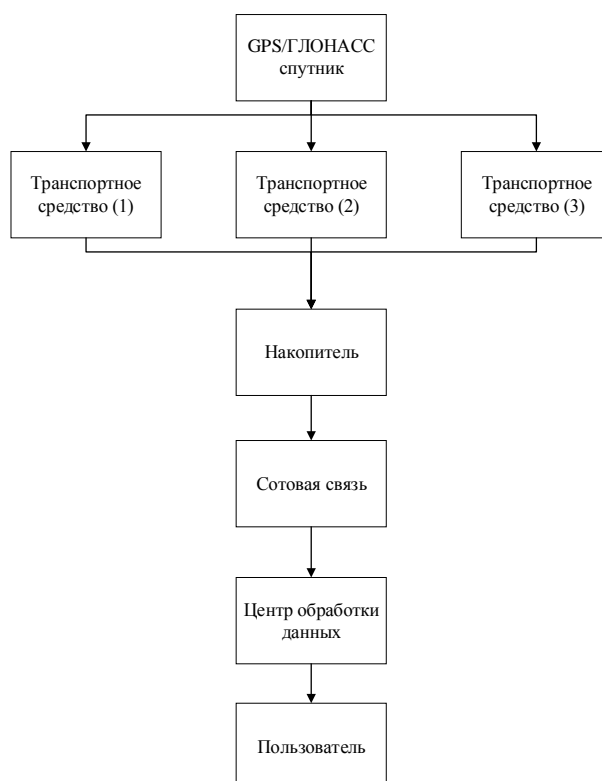 GPS/ГЛОНАСС
спутник
Транспортное
средство (1)
Транспортное
средство (2)
Транспортное
средство (3)
Накопитель
Сотовая связь
Центр обработки
данных
Пользователь